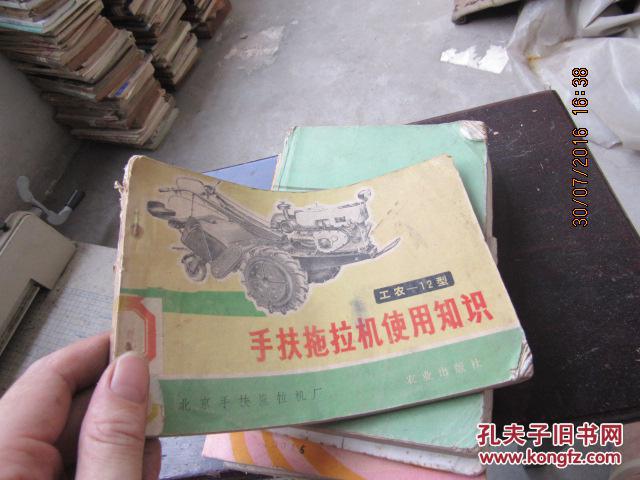 工农—12型
手扶拖拉机使用知识
北京手扶拖拉机厂
农业出版社
6
30/07/2016 16:38
孔夫子旧书网
www.kongfz.com